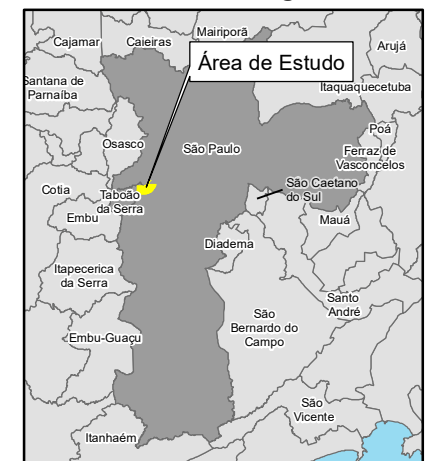 Mairiporã
Cajamar
Caieiras
Arujá
Área de Estudo
Santana de
Parnaíba
Itaquaquecetuba
Poá
Osasco
São Paulo
Ferraz de
Vasconcelos
Cotia
Taboão
da Serra
São Caetano
do Sul
Embu
Mauá
Diadema
Itapecerica
da Serra
Santo
André
São
Bernardo do
Campo
Embu-Guaçu
São
Vicente
Itanhaém